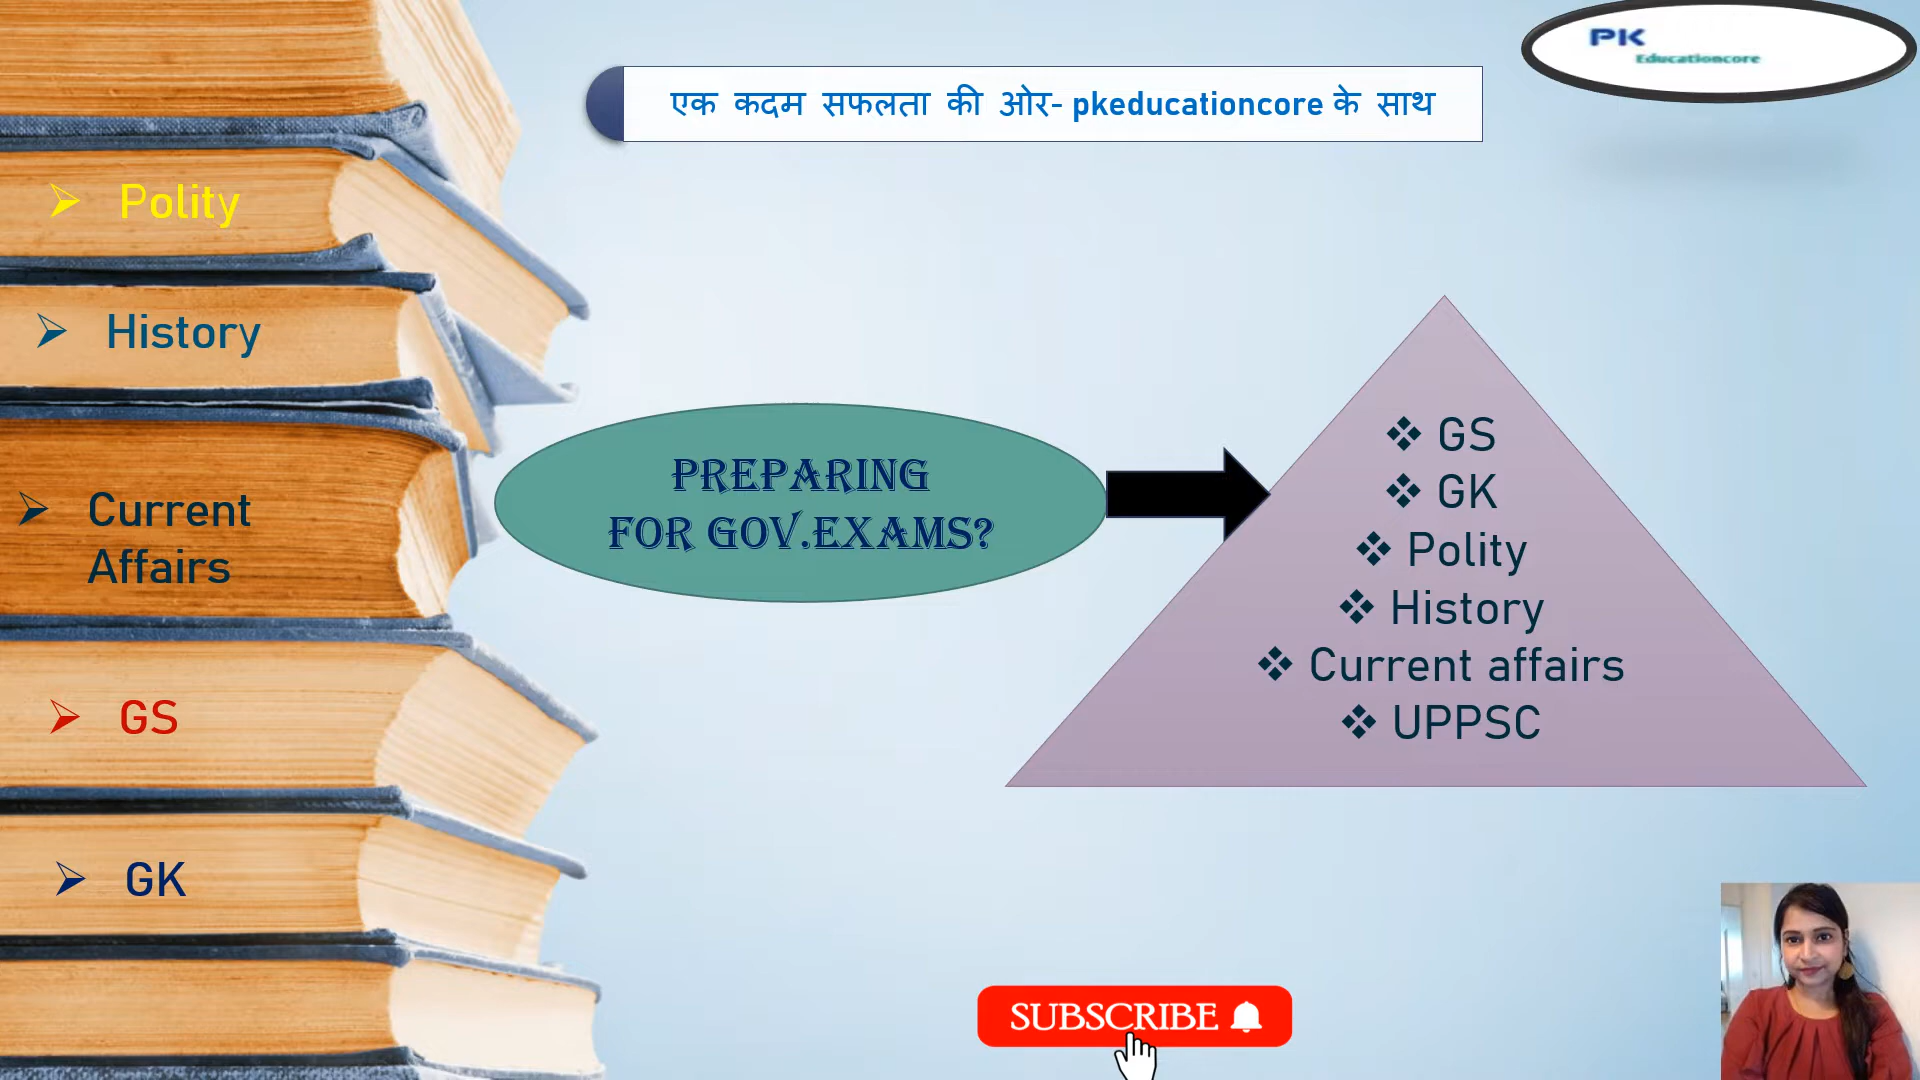 PK
Educationcore
एक कदम सफलता की ओर- pkeducationcore के साथ
Polity
History
Current
Affairs
GS
GK
PREPARING
FOR GOV.EXAMS?
GS
GK
Polity
History
Current affairs
UPPSC
SUBSCRIBE